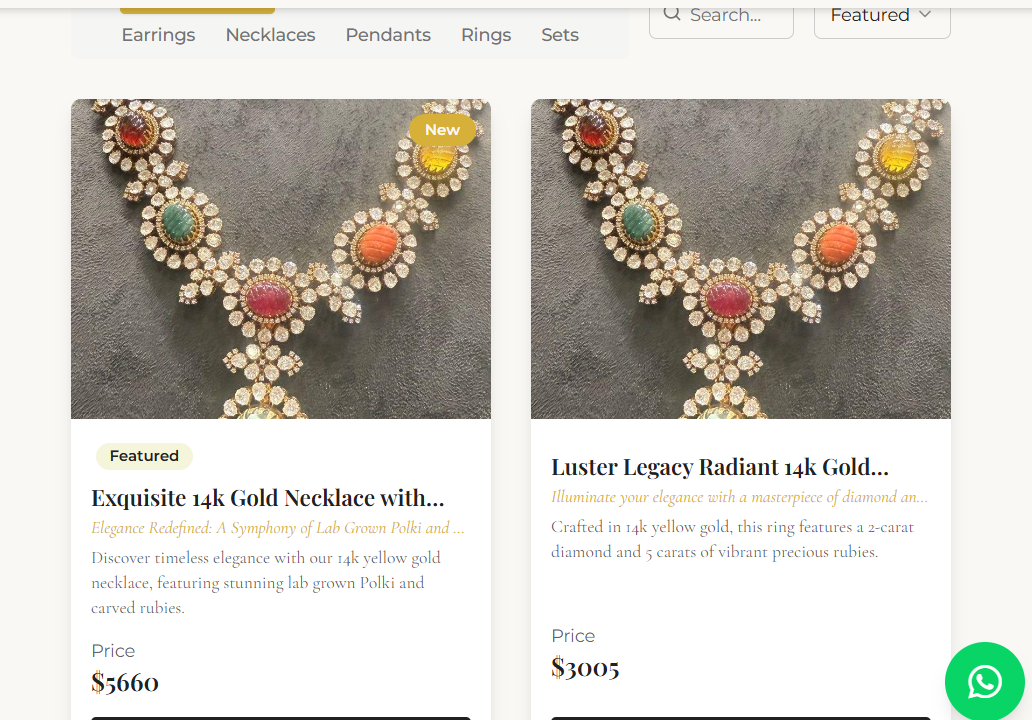 Search...
Featured
Earrings
Necklaces
Pendants
Rings
Sets
New
Featured
Exquisite 14k Gold Necklace with...
Elegance Redefined: A Symphony of Lab Grown Polki and ...
Discover timeless elegance with our 14k yellow gold
necklace, featuring stunning lab grown Polki and
carved rubies.
Price
$5660
Luster Legacy Radiant 14k Gold...
Illuminate your elegance with a masterpiece of diamond an...
Crafted in 14k yellow gold, this ring features a 2-carat
diamond and 5 carats of vibrant precious rubies.
Price
$3005